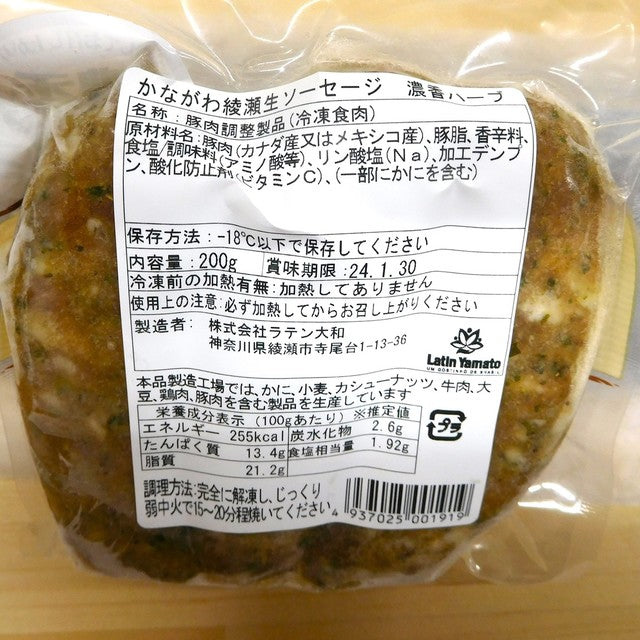 かながわ綾瀬生ソーセージ 濃香ハーブ
名称：豚肉調整製品（冷凍食肉）
原材料名：豚肉（カナダ産又はメキシコ産）、豚脂、香辛料、
食塩/調味料（アミノ酸等）、リン酸塩（Na）、加工デンプ
ン、酸化防止剤（ビタミンC）、（一部にかにを含む）
保存方法：-18℃以下で保存してください
内容量：200g 賞味期限：24.1.30
冷凍前の加熱有無：加熱してありません
使用上の注意：必ず加熱してからお召し上がりください
製造者： 株式会社ラテン大和
神奈川県綾瀬市寺尾台1-13-36
Latin Yamato
UM GOSTINHO DE BRASIL
本品製造工場では、かに、小麦、カシューナッツ、牛肉、大
豆、鶏肉、豚肉を含む製品を生産しています
栄養成分表示（100gあたり）※推定値
エネルギー 255kcal 炭水化物 2.6g
たんぱく質 13.4g 食塩相当量 1.92g
脂質 21.2g
プラ
調理方法：完全に解凍し、じっくり
弱中火で15～20分程焼いてください
4 937025 001919